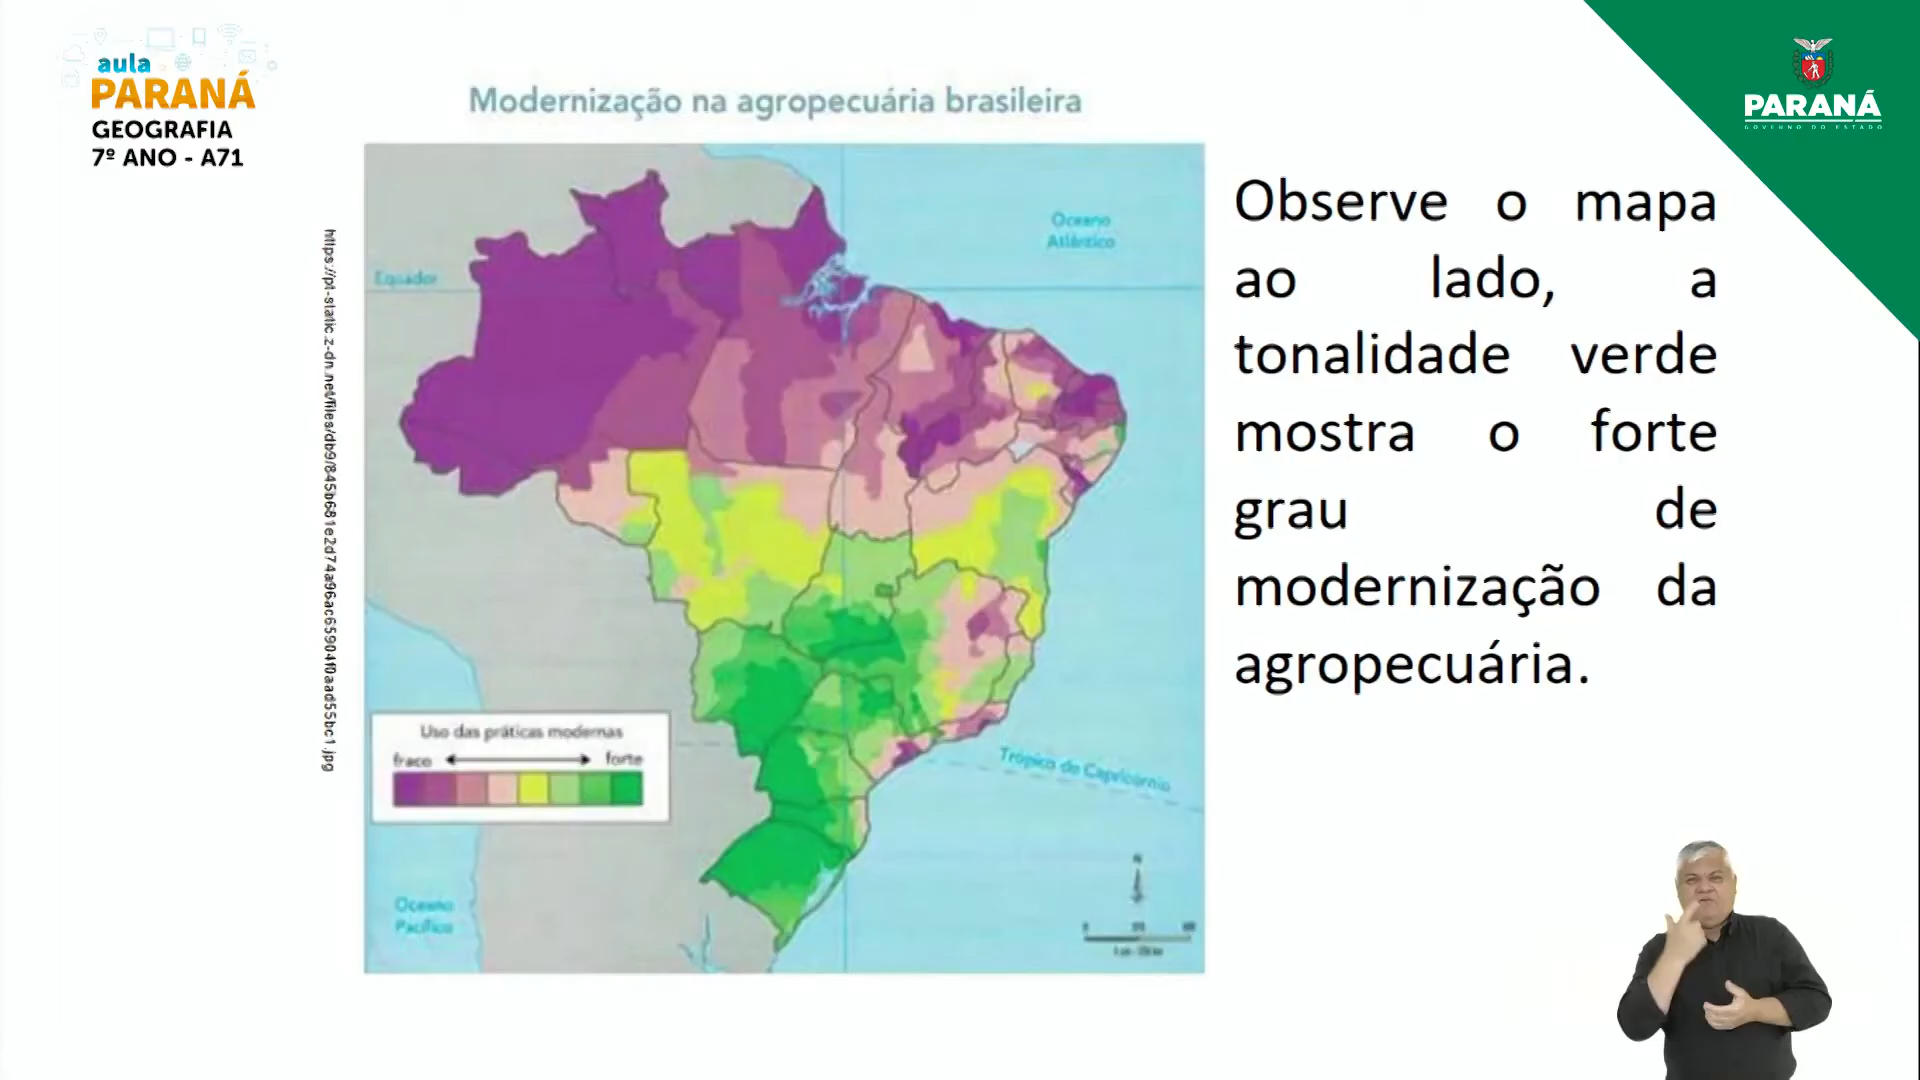 aula
PARANÁ
GEOGRAFIA
7º ANO - A71
PARANÁ
GOVERNO DO ESTADO
Modernização na agropecuária brasileira
Oceano
Atlântico
Equador
Trópico de Capricórnio
Uso das práticas modernas
fraco
forte
Oceano
Pacífico
N
0
Observe o mapa
ao lado, a
tonalidade verde
mostra o forte
grau de
modernização da
agropecuária.